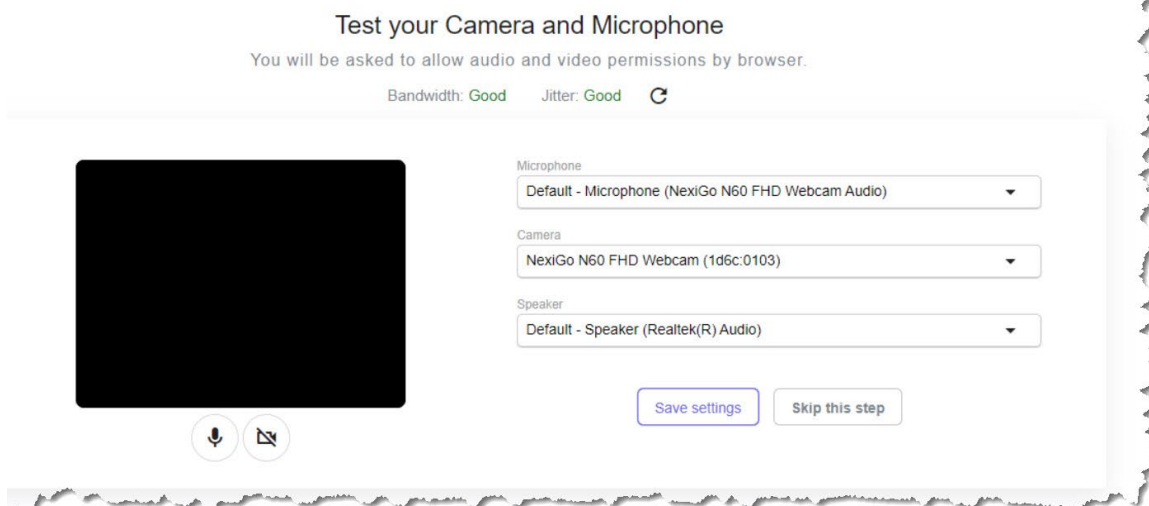 Test your Camera and Microphone
You will be asked to allow audio and video permissions by browser.
Bandwidth: Good Jitter: Good
Microphone
Default - Microphone (NexiGo N60 FHD Webcam Audio)
Camera
NexiGo N60 FHD Webcam (1d6c:0103)
Speaker
Default - Speaker (Realtek(R) Audio)
Save settings Skip this step